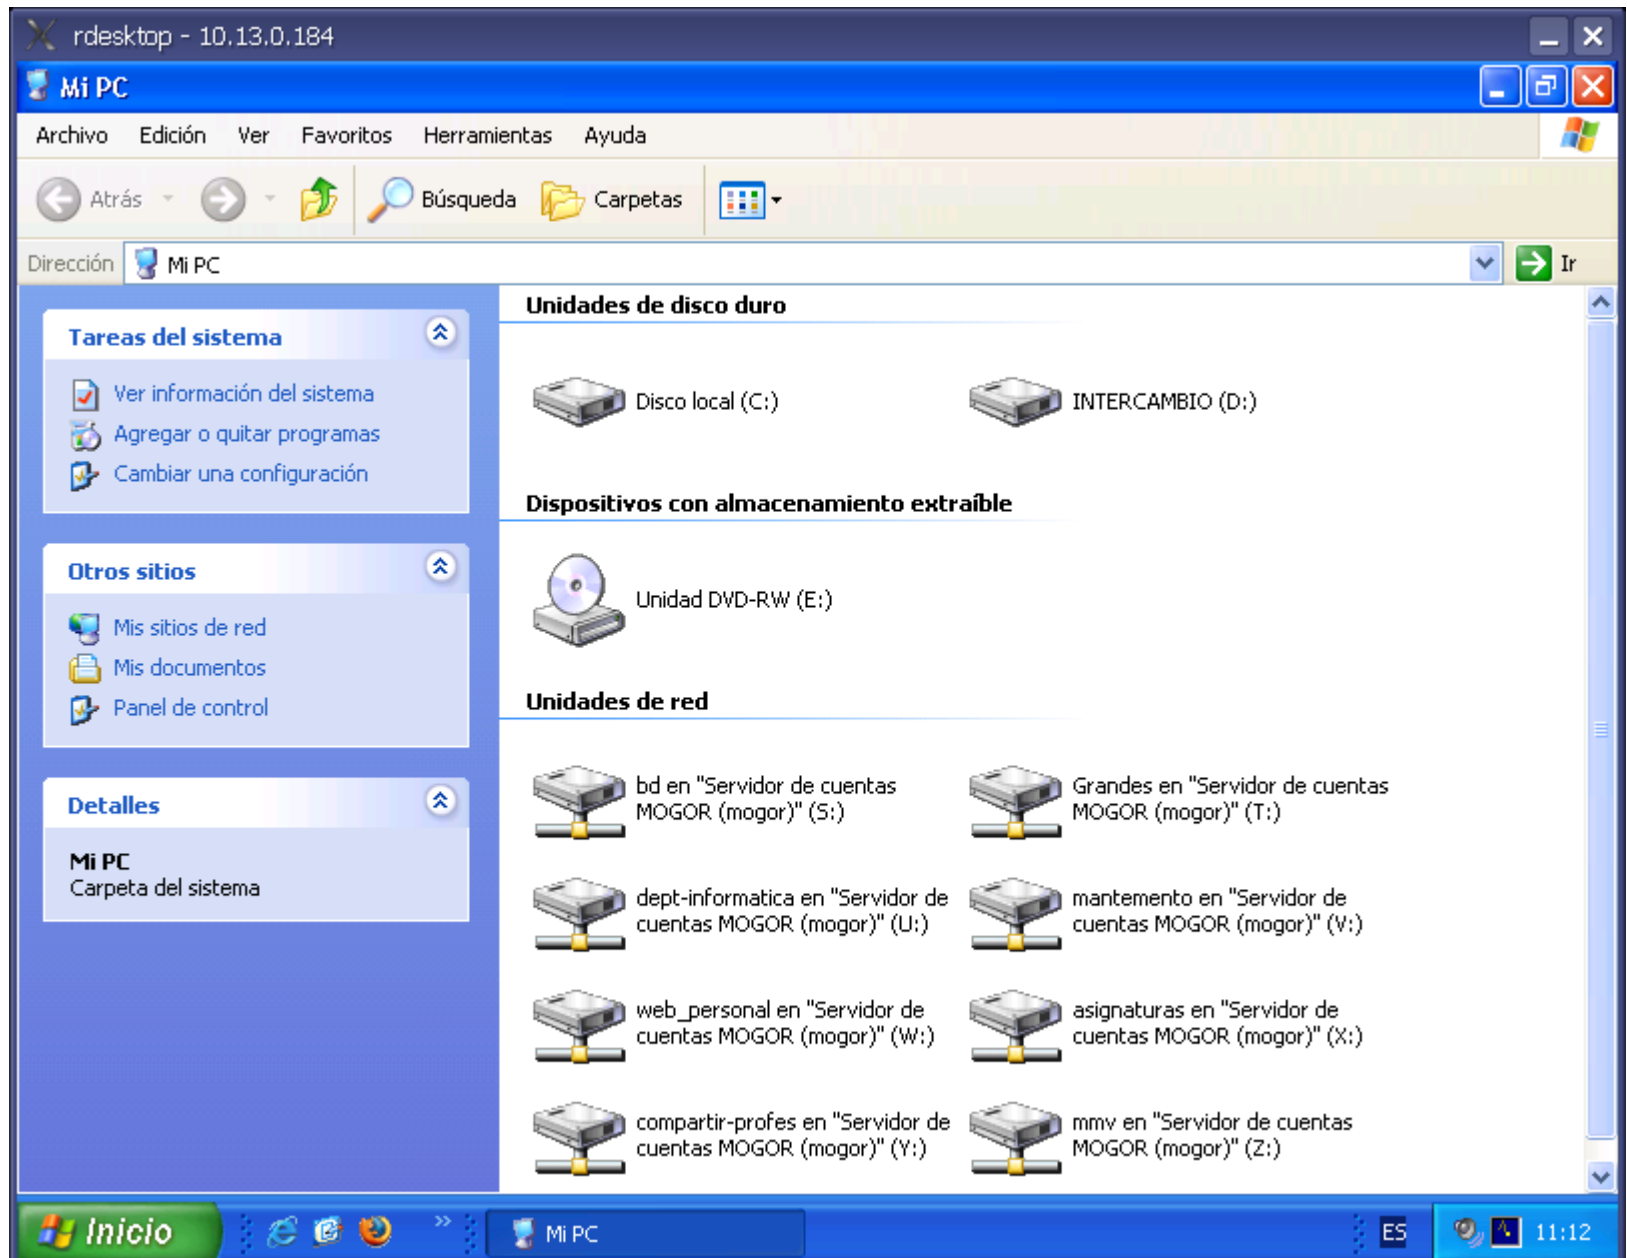 rdesktop - 10.13.0.184
Mi PC
Archivo Edición Ver Favoritos Herramientas Ayuda
Atrás Búsqueda Carpetas
Dirección Mi PC Ir
Tareas del sistema
Ver información del sistema
Agregar o quitar programas
Cambiar una configuración
Otros sitios
Mis sitios de red
Mis documentos
Panel de control
Detalles
Mi PC
Carpeta del sistema
Unidades de disco duro
Disco local (C:)
INTERCAMBIO (D:)
Dispositivos con almacenamiento extraíble
Unidad DVD-RW (E:)
Unidades de red
bd en "Servidor de cuentas
MOGOR (mogor)" (S:)
Grandes en "Servidor de cuentas
MOGOR (mogor)" (T:)
dept-informatica en "Servidor de
cuentas MOGOR (mogor)" (U:)
mantemento en "Servidor de
cuentas MOGOR (mogor)" (V:)
web_personal en "Servidor de
cuentas MOGOR (mogor)" (W:)
asignaturas en "Servidor de
cuentas MOGOR (mogor)" (X:)
compartir-profes en "Servidor de
cuentas MOGOR (mogor)" (Y:)
mmv en "Servidor de cuentas
MOGOR (mogor)" (Z:)
Inicio » Mi PC ES 11:12